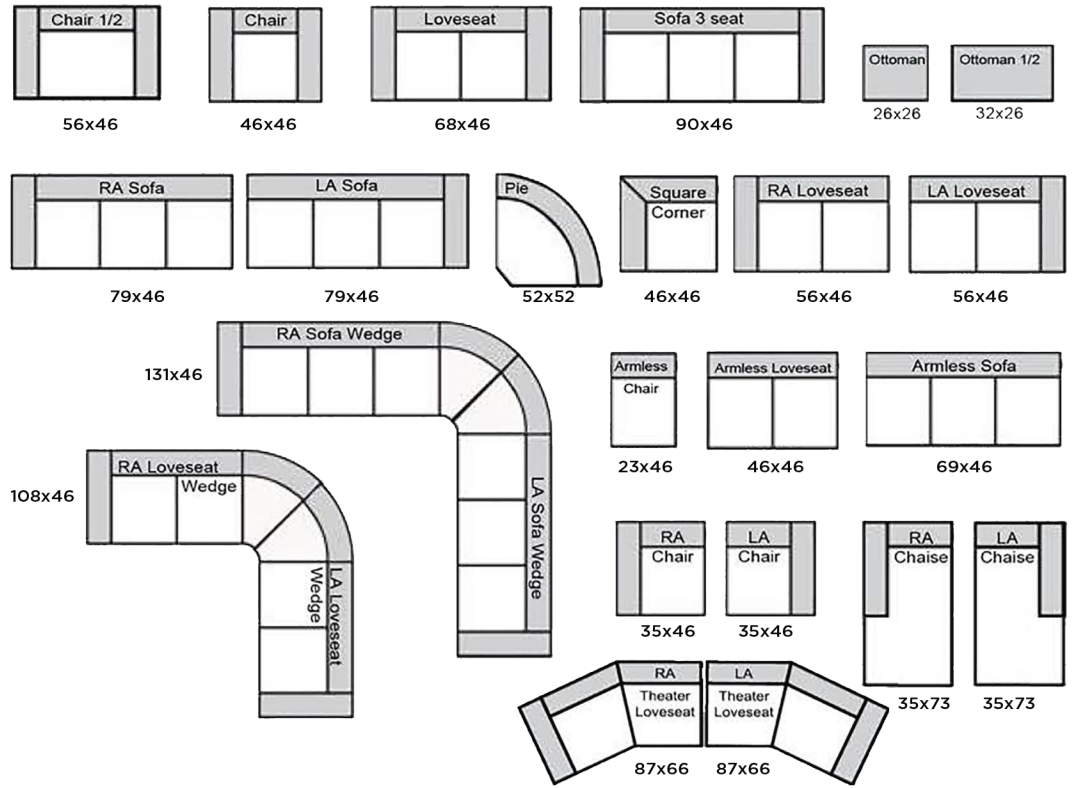 Chair 1/2
Chair
Loveseat
Sofa 3 seat
Ottoman
Ottoman 1/2
56x46
46x46
68x46
90x46
26x26
32x26
RA Sofa
LA Sofa
Pie
Square
Corner
RA Loveseat
LA Loveseat
79x46
79x46
52x52
46x46
56x46
56x46
RA Sofa Wedge
131x46
LA Sofa Wedge
Armless
Chair
Armless Loveseat
Armless Sofa
23x46
46x46
69x46
RA Loveseat
Wedge
108x46
LA Loveseat
Wedge
RA
Chair
LA
Chair
RA
Chaise
LA
Chaise
35x46
35x46
35x73
35x73
RA
Theater
Loveseat
LA
Theater
Loveseat
87x66
87x66